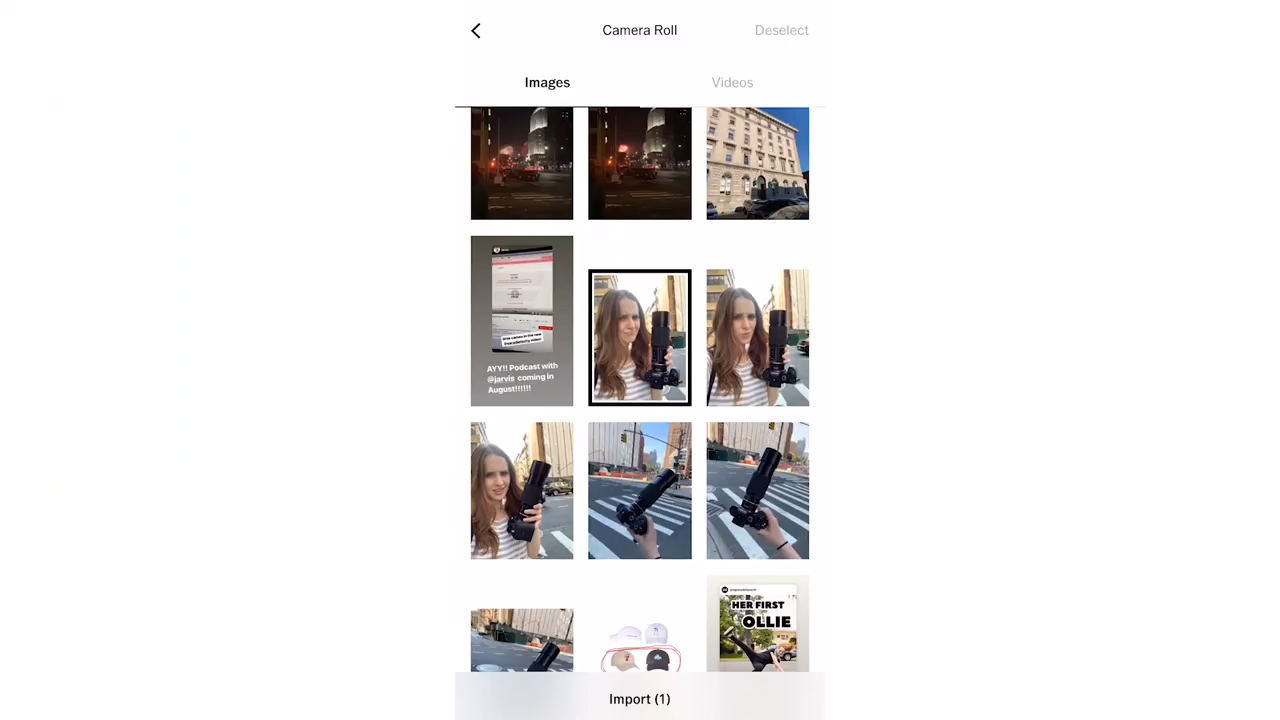 Camera Roll
Deselect
Images
Videos
AYY!! Podcast with
@jarvis coming in
August!!!!!!
HER FIRST
OLLIE
Import (1)